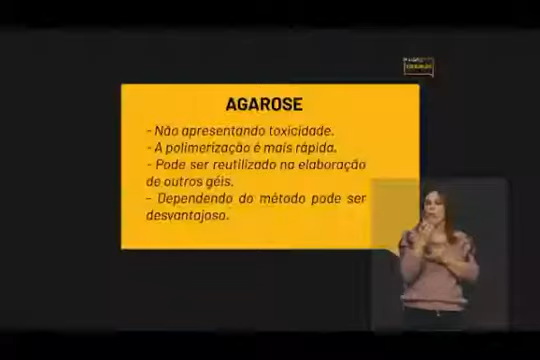 AGAROSE
- Não apresentando toxicidade.
- A polimerização é mais rápida.
- Pode ser reutilizado na elaboração
de outros géis.
- Dependendo do método pode ser
desvantajoso.